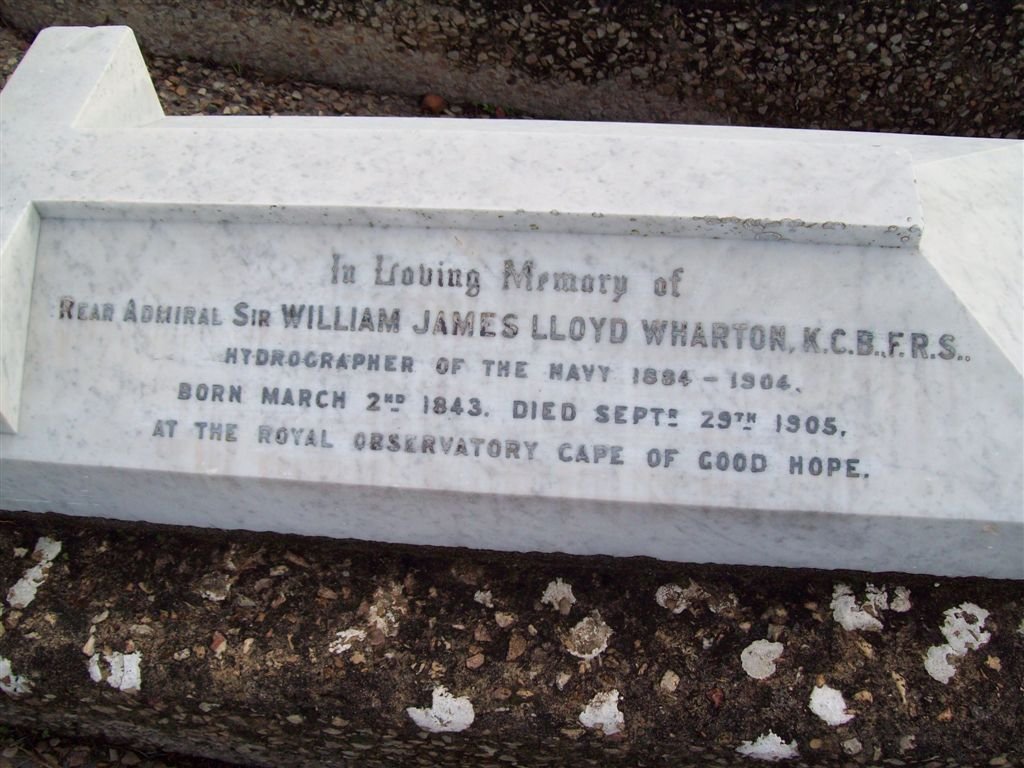 In Loving Memory of
REAR ADMIRAL SIR WILLIAM JAMES LLOYD WHARTON, K.C.B., F.R.S.,
HYDROGRAPHER OF THE NAVY 1884 - 1904.
BORN MARCH 2ND 1843. DIED SEPTR 29TH 1905,
AT THE ROYAL OBSERVATORY CAPE OF GOOD HOPE.